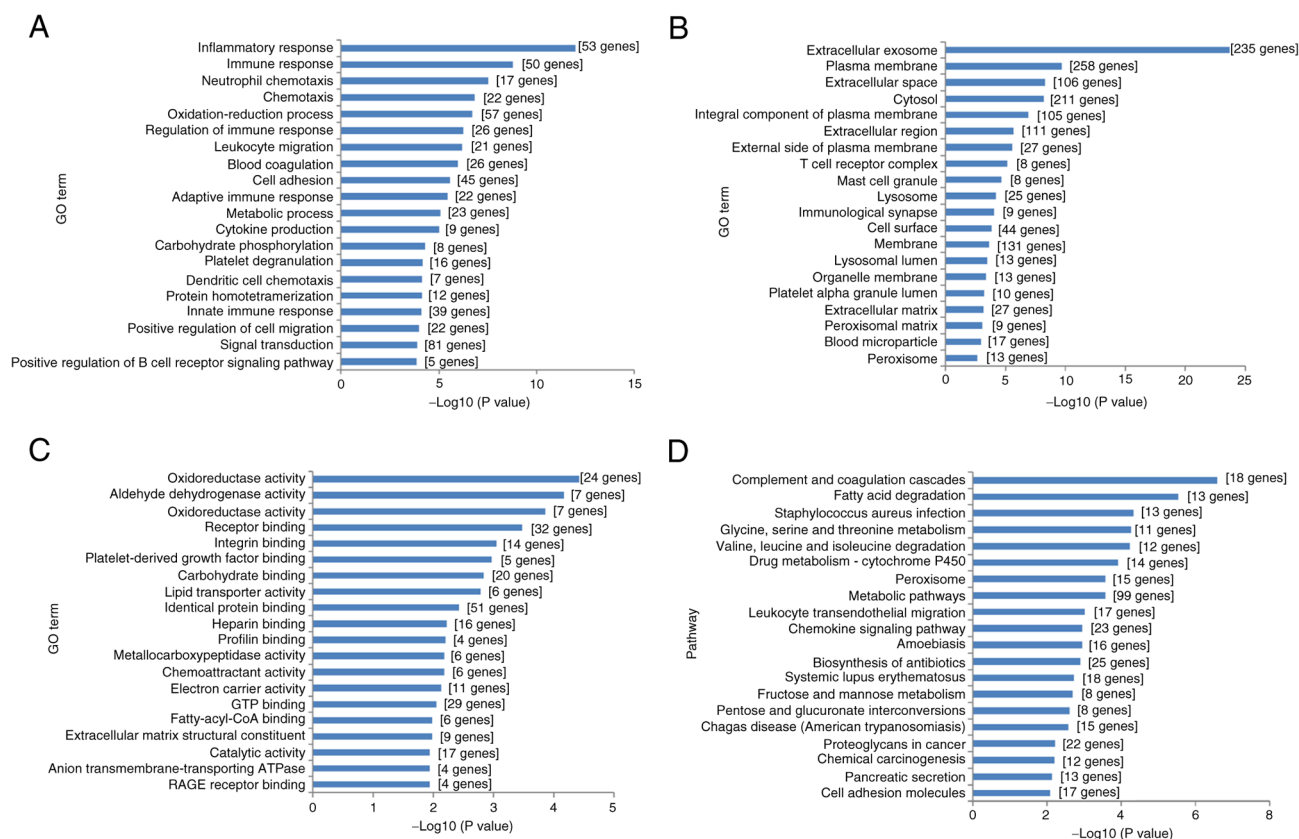 A
Inflammatory response [53 genes]
Immune response [50 genes]
Neutrophil chemotaxis [17 genes]
Chemotaxis [22 genes]
Oxidation-reduction process [57 genes]
Regulation of immune response [26 genes]
Leukocyte migration [21 genes]
Blood coagulation [26 genes]
Cell adhesion [45 genes]
Adaptive immune response [22 genes]
Metabolic process [23 genes]
Cytokine production [9 genes]
Carbohydrate phosphorylation [8 genes]
Platelet degranulation [16 genes]
Dendritic cell chemotaxis [7 genes]
Protein homotetramerization [12 genes]
Innate immune response [39 genes]
Positive regulation of cell migration [22 genes]
Signal transduction [81 genes]
Positive regulation of B cell receptor signaling pathway [5 genes]
GO term
0 5 10 15
−Log10 (P value)
B
Extracellular exosome [235 genes]
Plasma membrane [258 genes]
Extracellular space [106 genes]
Cytosol [211 genes]
Integral component of plasma membrane [105 genes]
Extracellular region [111 genes]
External side of plasma membrane [27 genes]
T cell receptor complex [8 genes]
Mast cell granule [8 genes]
Lysosome [25 genes]
Immunological synapse [9 genes]
Cell surface [44 genes]
Membrane [131 genes]
Lysosomal lumen [13 genes]
Organelle membrane [13 genes]
Platelet alpha granule lumen [10 genes]
Extracellular matrix [27 genes]
Peroxisomal matrix [9 genes]
Blood microparticle [17 genes]
Peroxisome [13 genes]
GO term
0 5 10 15 20 25
−Log10 (P value)
C
Oxidoreductase activity [24 genes]
Aldehyde dehydrogenase activity [7 genes]
Oxidoreductase activity [7 genes]
Receptor binding [32 genes]
Integrin binding [14 genes]
Platelet-derived growth factor binding [5 genes]
Carbohydrate binding [20 genes]
Lipid transporter activity [6 genes]
Identical protein binding [51 genes]
Heparin binding [16 genes]
Profilin binding [4 genes]
Metallocarboxypeptidase activity [6 genes]
Chemoattractant activity [6 genes]
Electron carrier activity [11 genes]
GTP binding [29 genes]
Fatty-acyl-CoA binding [6 genes]
Extracellular matrix structural constituent [9 genes]
Catalytic activity [17 genes]
Anion transmembrane-transporting ATPase [4 genes]
RAGE receptor binding [4 genes]
GO term
0 1 2 3 4 5
−Log10 (P value)
D
Complement and coagulation cascades [18 genes]
Fatty acid degradation [13 genes]
Staphylococcus aureus infection [13 genes]
Glycine, serine and threonine metabolism [11 genes]
Valine, leucine and isoleucine degradation [12 genes]
Drug metabolism - cytochrome P450 [14 genes]
Peroxisome [15 genes]
Metabolic pathways [99 genes]
Leukocyte transendothelial migration [17 genes]
Chemokine signaling pathway [23 genes]
Amoebiasis [16 genes]
Biosynthesis of antibiotics [25 genes]
Systemic lupus erythematosus [18 genes]
Fructose and mannose metabolism [8 genes]
Pentose and glucuronate interconversions [8 genes]
Chagas disease (American trypanosomiasis) [15 genes]
Proteoglycans in cancer [22 genes]
Chemical carcinogenesis [12 genes]
Pancreatic secretion [13 genes]
Cell adhesion molecules [17 genes]
Pathway
0 2 4 6 8
−Log10 (P value)